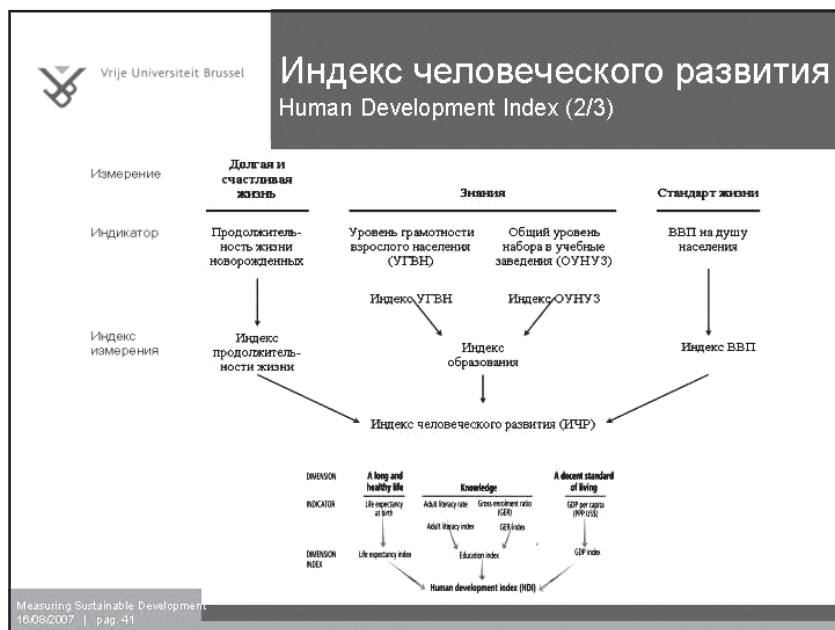 Vrije Universiteit Brussel
Индекс человеческого развития
Human Development Index (2/3)
Измерение
Долгая и
счастливая
жизнь
Знания
Стандарт жизни
Индикатор
Продолжитель-
ность жизни
новорожденных
Уровень грамотности
взрослого населения
(УГВН)
Общий уровень
набора в учебные
заведения (ОУНУЗ)
ВВП на душу
населения
Индекс УГВН
Индекс ОУНУЗ
Индекс
измерения
Индекс
продолжитель-
ности жизни
Индекс
образования
Индекс ВВП
Индекс человеческого развития (ИЧР)
DIMENSION
A long and
healthy life
Knowledge
A decent standard
of living
INDICATOR
Life expectancy
at birth
Adult literacy rate
Gross enrolment ratio
(GER)
GDP per capita
(PPP US$)
Adult literacy index
GER index
DIMENSION
INDEX
Life expectancy index
Education index
GDP index
Human development index (HDI)
Measuring Sustainable Development
16/08/2007 | pag. 41